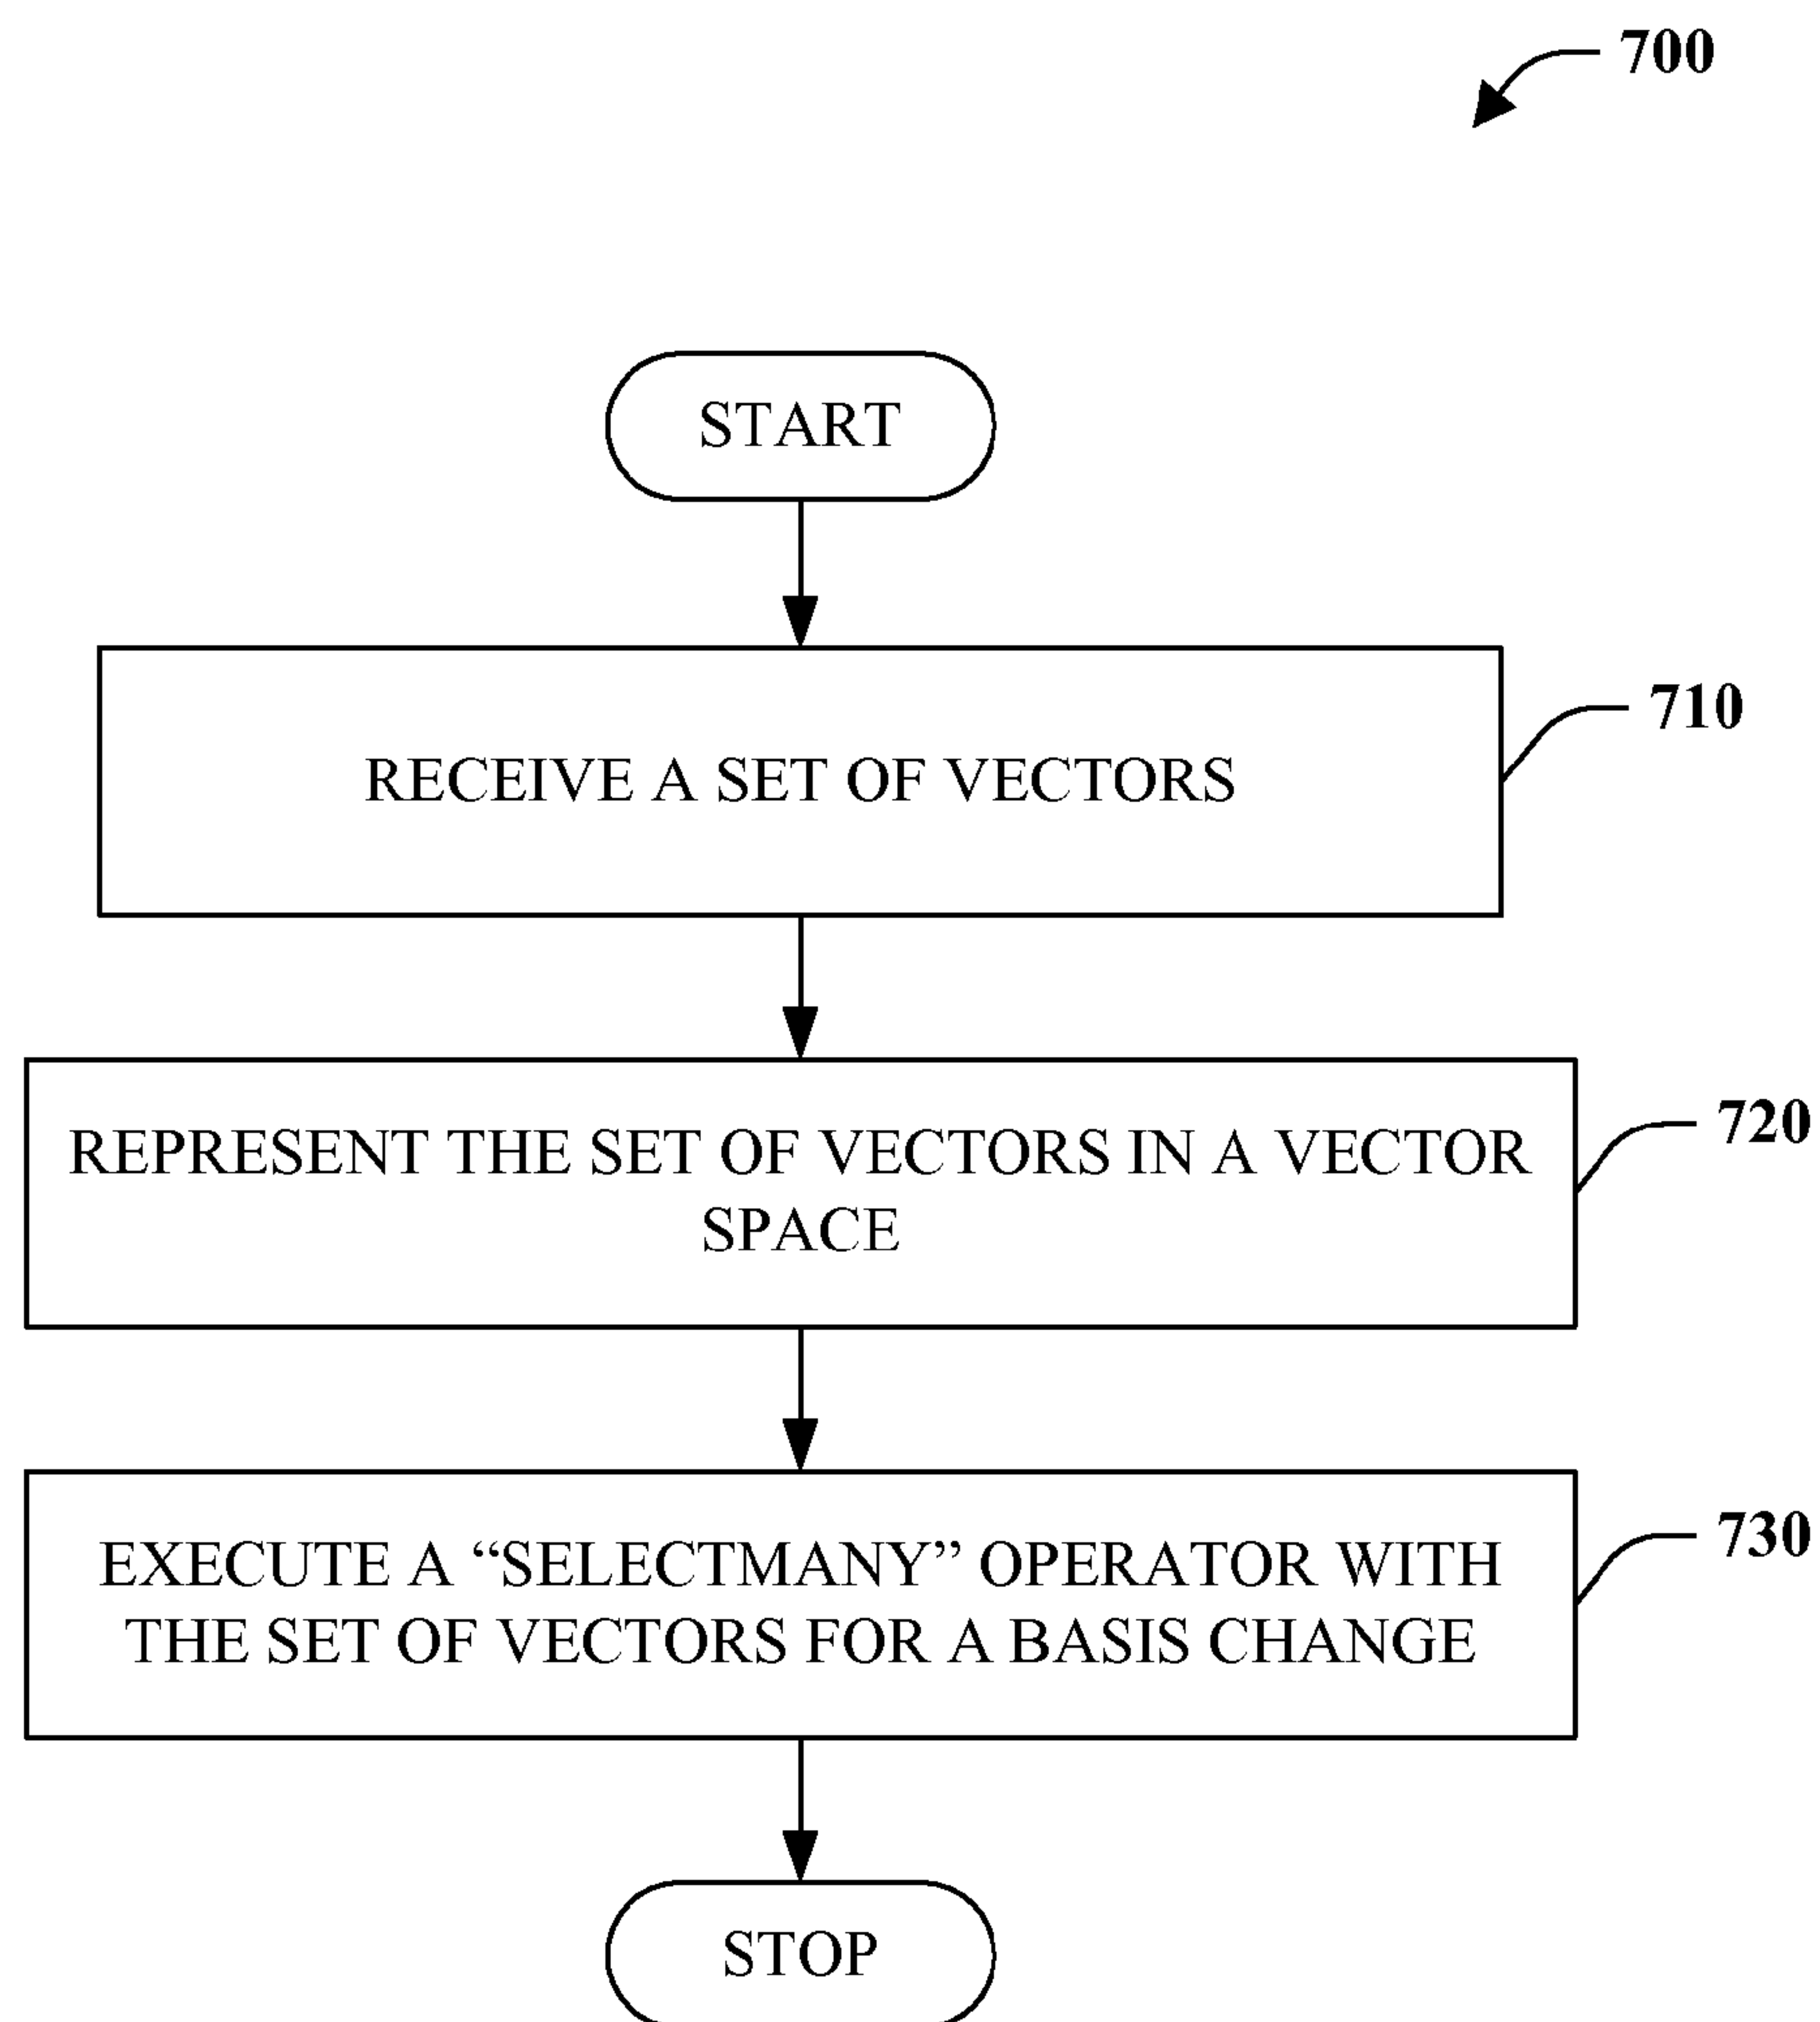 700
START
RECEIVE A SET OF VECTORS
710
REPRESENT THE SET OF VECTORS IN A VECTOR
SPACE
720
EXECUTE A “SELECTMANY” OPERATOR WITH
THE SET OF VECTORS FOR A BASIS CHANGE
730
STOP